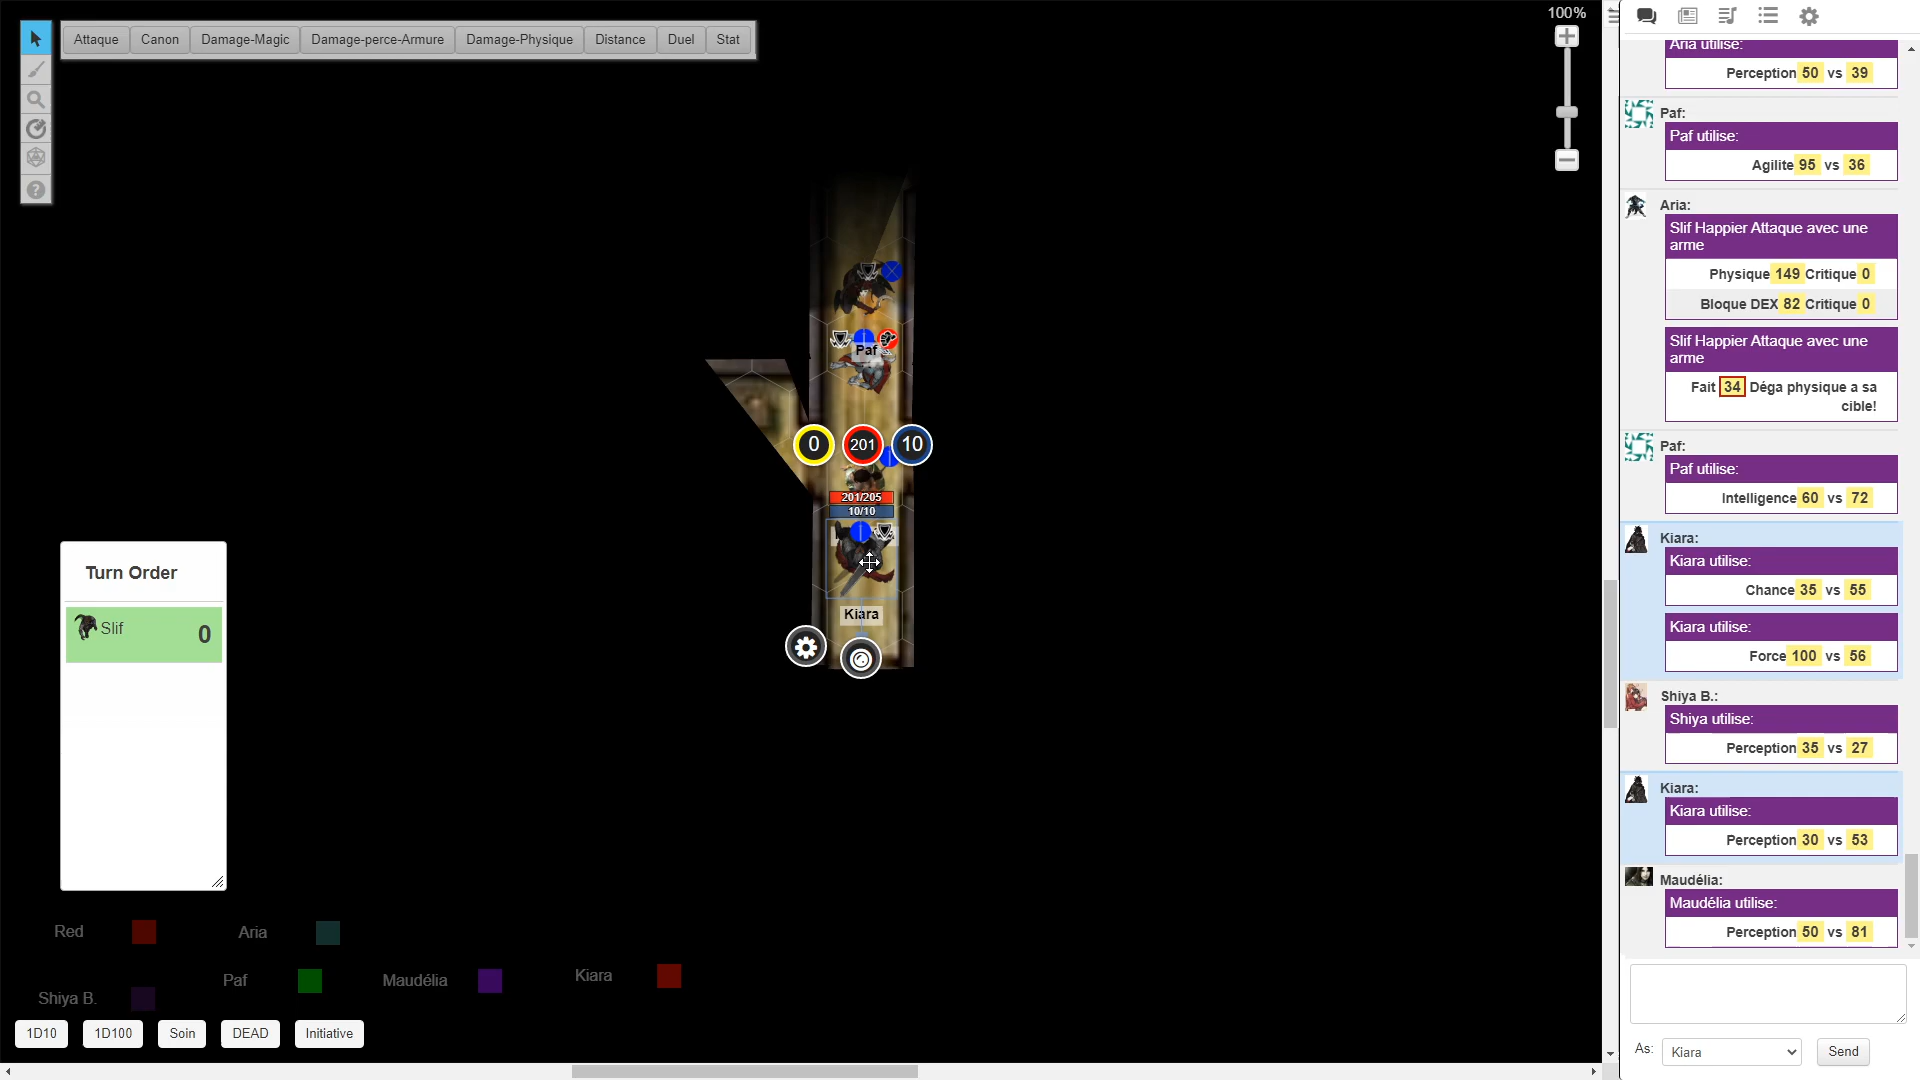 Attaque
Canon
Damage-Magic
Damage-perce-Armure
Damage-Physique
Distance
Duel
Stat
100%
Paf
0
201
10
201/205
10/10
Kiara
Turn Order
Slif
0
Red
Aria
Shiya B.
Paf
Maudélia
Kiara
1D10
1D100
Soin
DEAD
Initiative
Aria utilise:
Perception 50 vs 39
Paf:
Paf utilise:
Agilite 95 vs 36
Aria:
Slif Happier Attaque avec une
arme
Physique 149 Critique 0
Bloque DEX 82 Critique 0
Slif Happier Attaque avec une
arme
Fait 34 Déga physique a sa
cible!
Paf:
Paf utilise:
Intelligence 60 vs 72
Kiara:
Kiara utilise:
Chance 35 vs 55
Kiara utilise:
Force 100 vs 56
Shiya B.:
Shiya utilise:
Perception 35 vs 27
Kiara:
Kiara utilise:
Perception 30 vs 53
Maudélia:
Maudélia utilise:
Perception 50 vs 81
As:
Kiara
Send